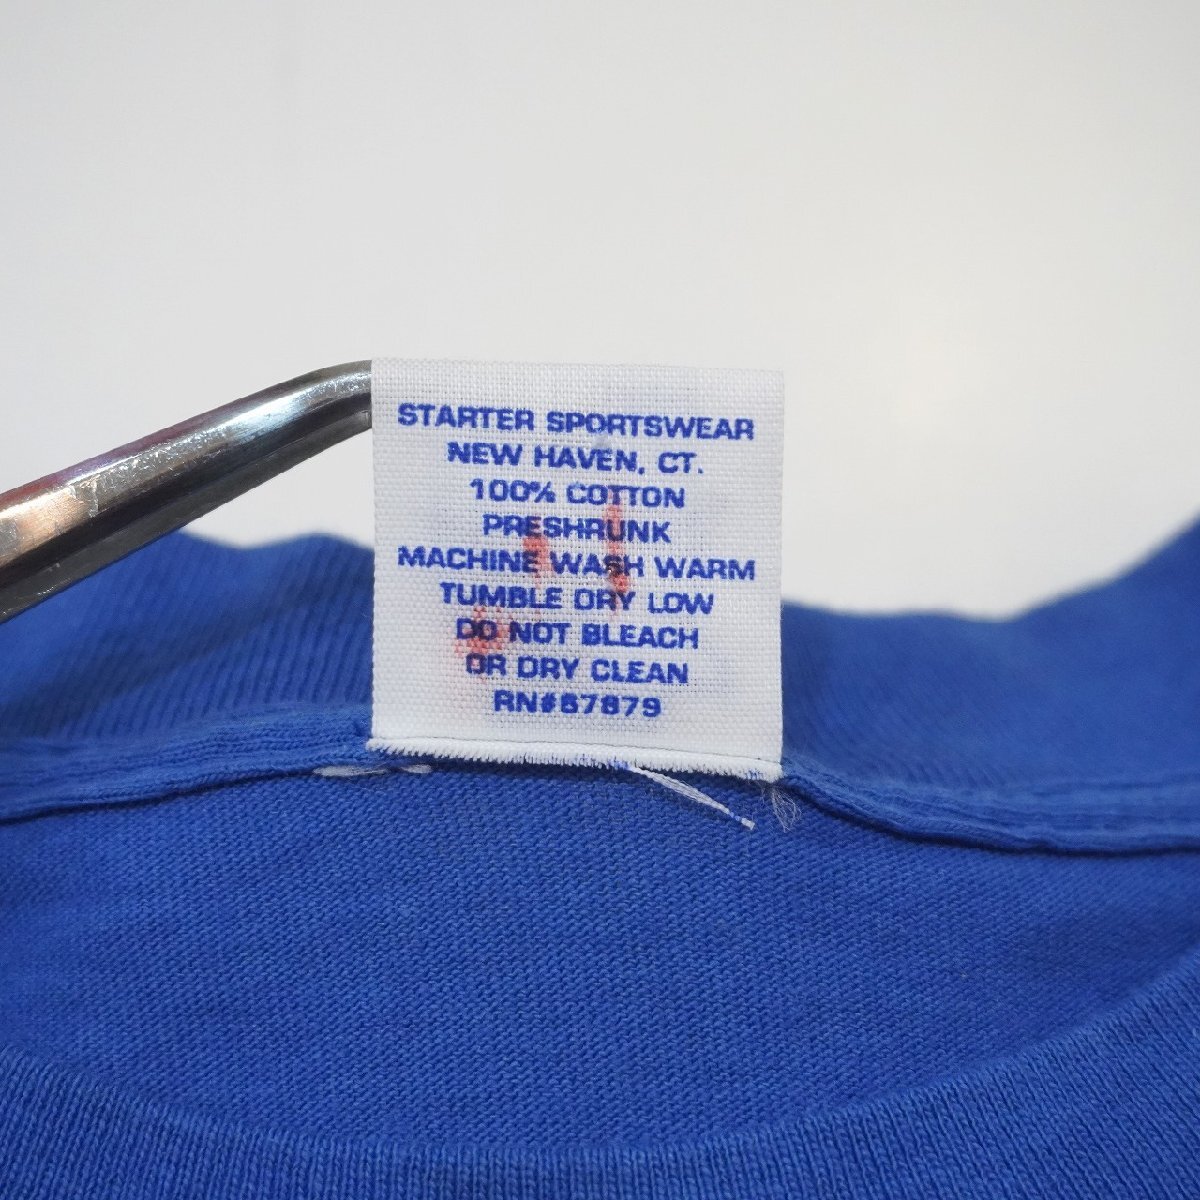 STARTER SPORTSWEAR
NEW HAVEN, CT.
100% COTTON
PRESHRUNK
MACHINE WASH WARM
TUMBLE DRY LOW
DO NOT BLEACH
OR DRY CLEAN
RN#67879